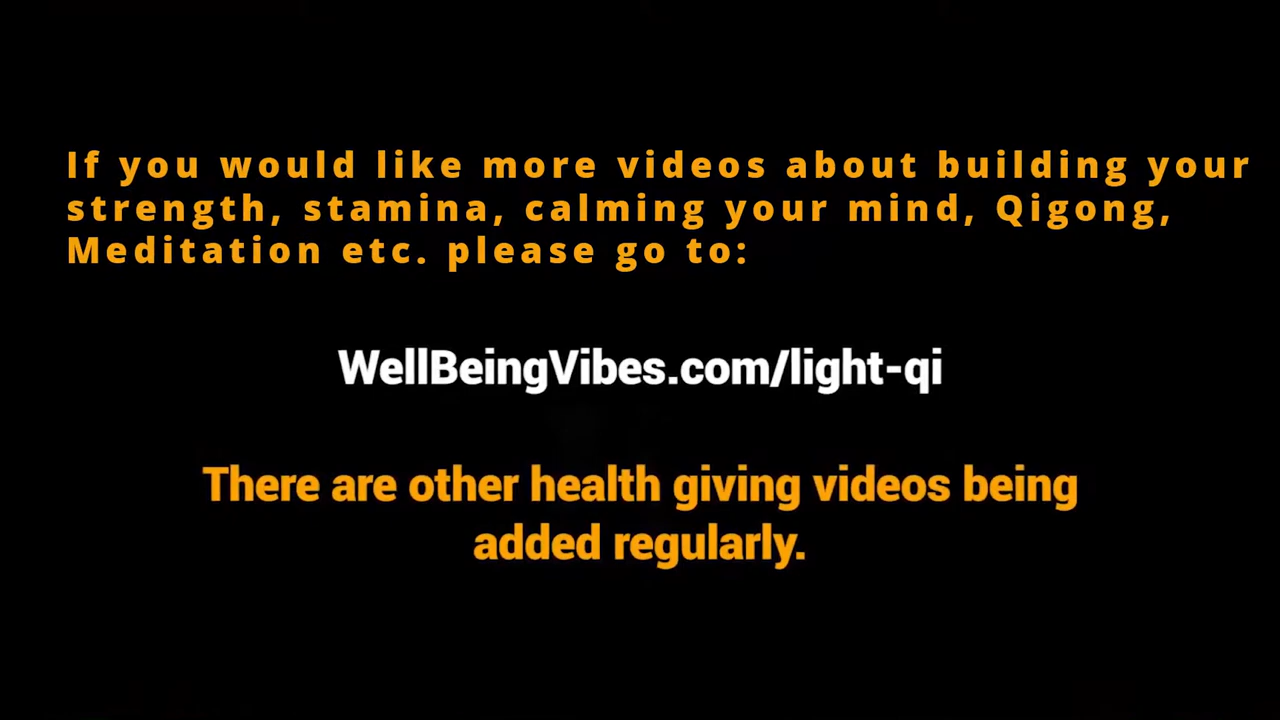 If you would like more videos about building your
strength, stamina, calming your mind, Qigong,
Meditation etc. please go to:
WellBeingVibes.com/light-qi
There are other health giving videos being
added regularly.